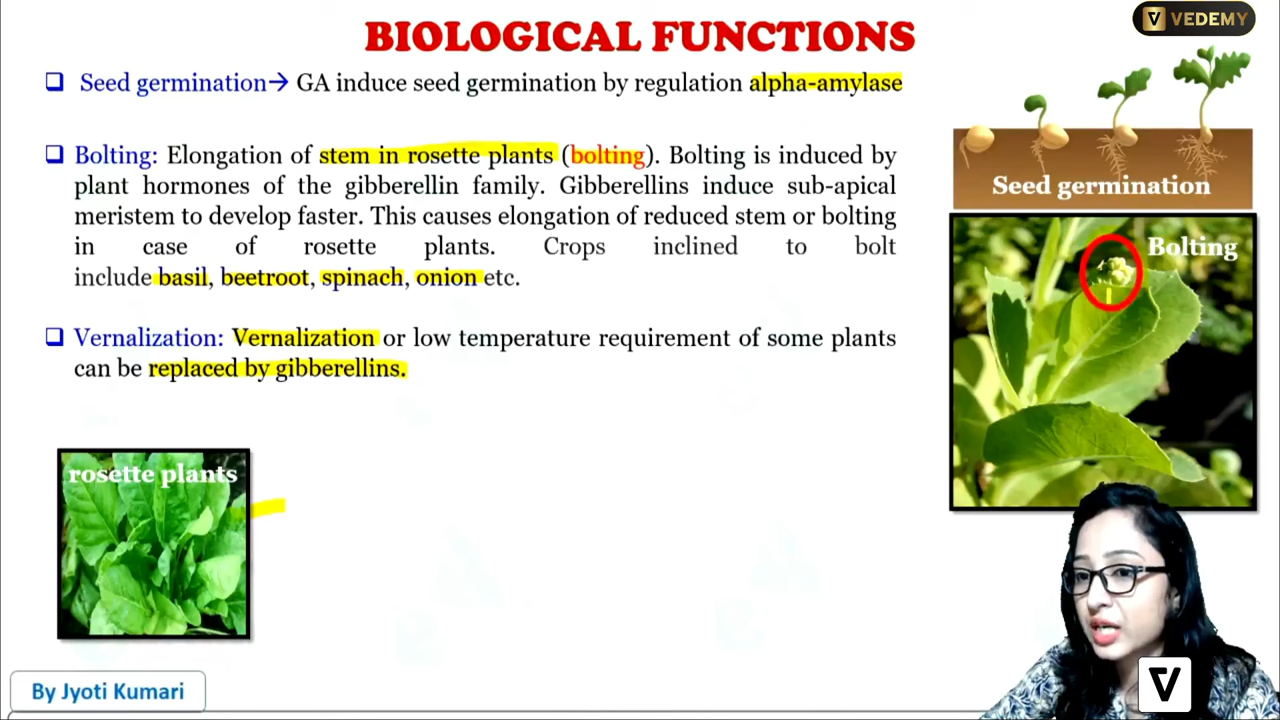 BIOLOGICAL FUNCTIONS
VEDEMY
Seed germination→ GA induce seed germination by regulation alpha-amylase
Bolting: Elongation of stem in rosette plants (bolting). Bolting is induced by
plant hormones of the gibberellin family. Gibberellins induce sub-apical
meristem to develop faster. This causes elongation of reduced stem or bolting
in case of rosette plants. Crops inclined to bolt
include basil, beetroot, spinach, onion etc.
Vernalization: Vernalization or low temperature requirement of some plants
can be replaced by gibberellins.
Seed germination
Bolting
rosette plants
By Jyoti Kumari